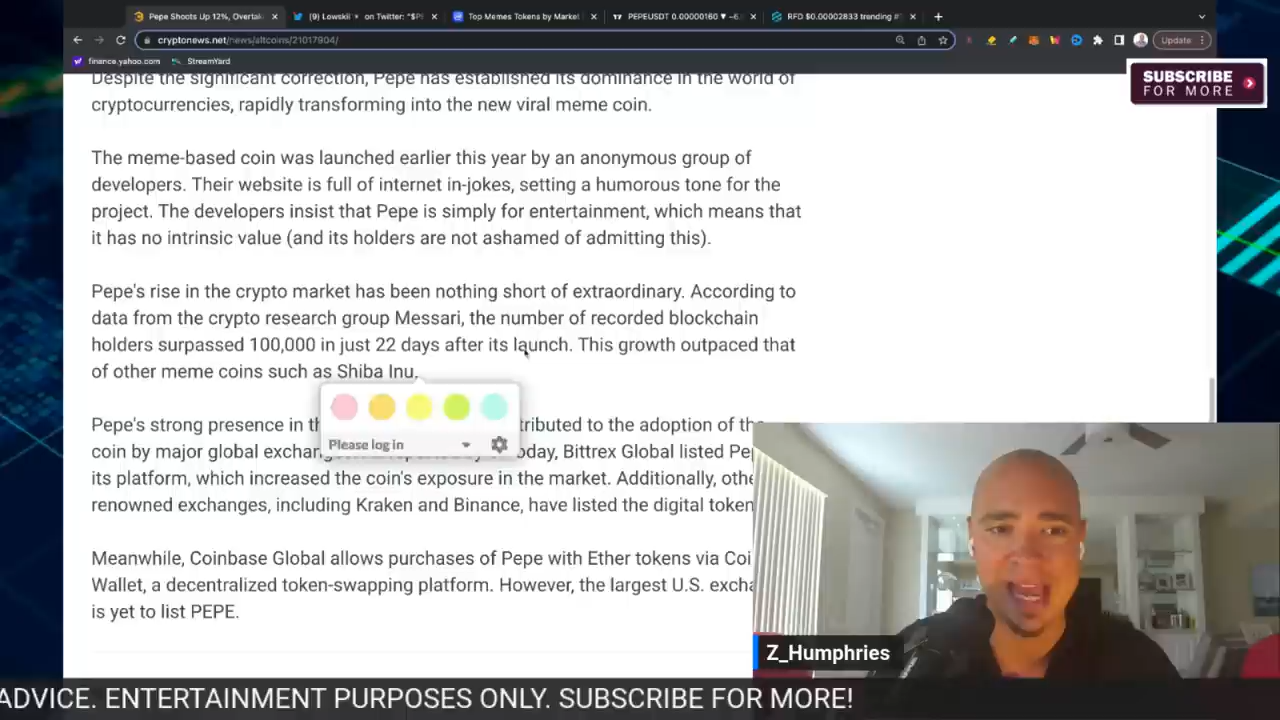 Pepe Shoots Up 12%, Overtak
(9) Lowskii
on Twitter: "$P
Top Memes Tokens by Market
PEPEUSDT 0.00000160 ▼ −6.
RFD $0.00002833 trending #
cryptonews.net/news/altcoins/21017904/
Update
finance.yahoo.com
StreamYard
SUBSCRIBE
FOR MORE
Despite the significant correction, Pepe has established its dominance in the world of
cryptocurrencies, rapidly transforming into the new viral meme coin.
The meme-based coin was launched earlier this year by an anonymous group of
developers. Their website is full of internet in-jokes, setting a humorous tone for the
project. The developers insist that Pepe is simply for entertainment, which means that
it has no intrinsic value (and its holders are not ashamed of admitting this).
Pepe's rise in the crypto market has been nothing short of extraordinary. According to
data from the crypto research group Messari, the number of recorded blockchain
holders surpassed 100,000 in just 22 days after its launch. This growth outpaced that
of other meme coins such as Shiba Inu.
Pepe's strong presence in th tributed to the adoption of the
coin by major global exchang oday, Bittrex Global listed Pep
Please log in
its platform, which increased the coin's exposure in the market. Additionally, othe
renowned exchanges, including Kraken and Binance, have listed the digital token
Meanwhile, Coinbase Global allows purchases of Pepe with Ether tokens via Coi
Wallet, a decentralized token-swapping platform. However, the largest U.S. excha
is yet to list PEPE.
Z_Humphries
ADVICE. ENTERTAINMENT PURPOSES ONLY. SUBSCRIBE FOR MORE!